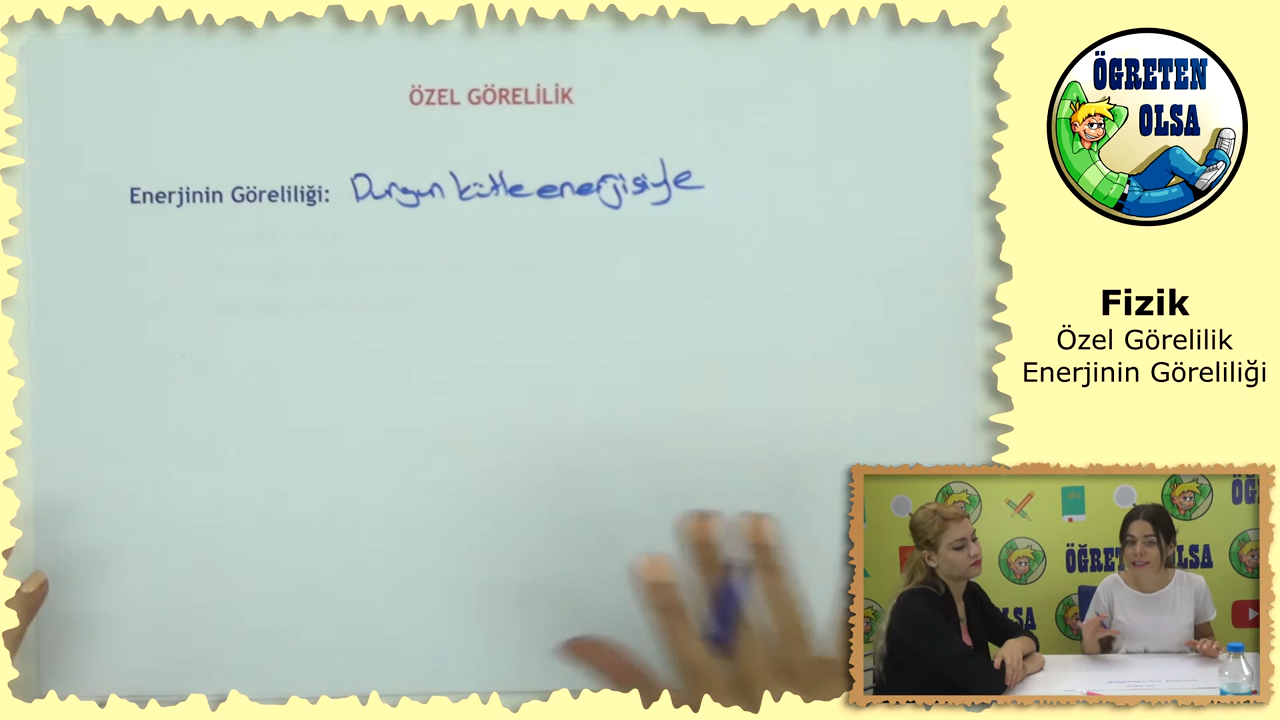 ÖZEL GÖRELİLİK
Enerjinin Göreliliği: Durgun kütle enerjisiyle
ÖĞRETEN
OLSA
Fizik
Özel Görelilik
Enerjinin Göreliliği